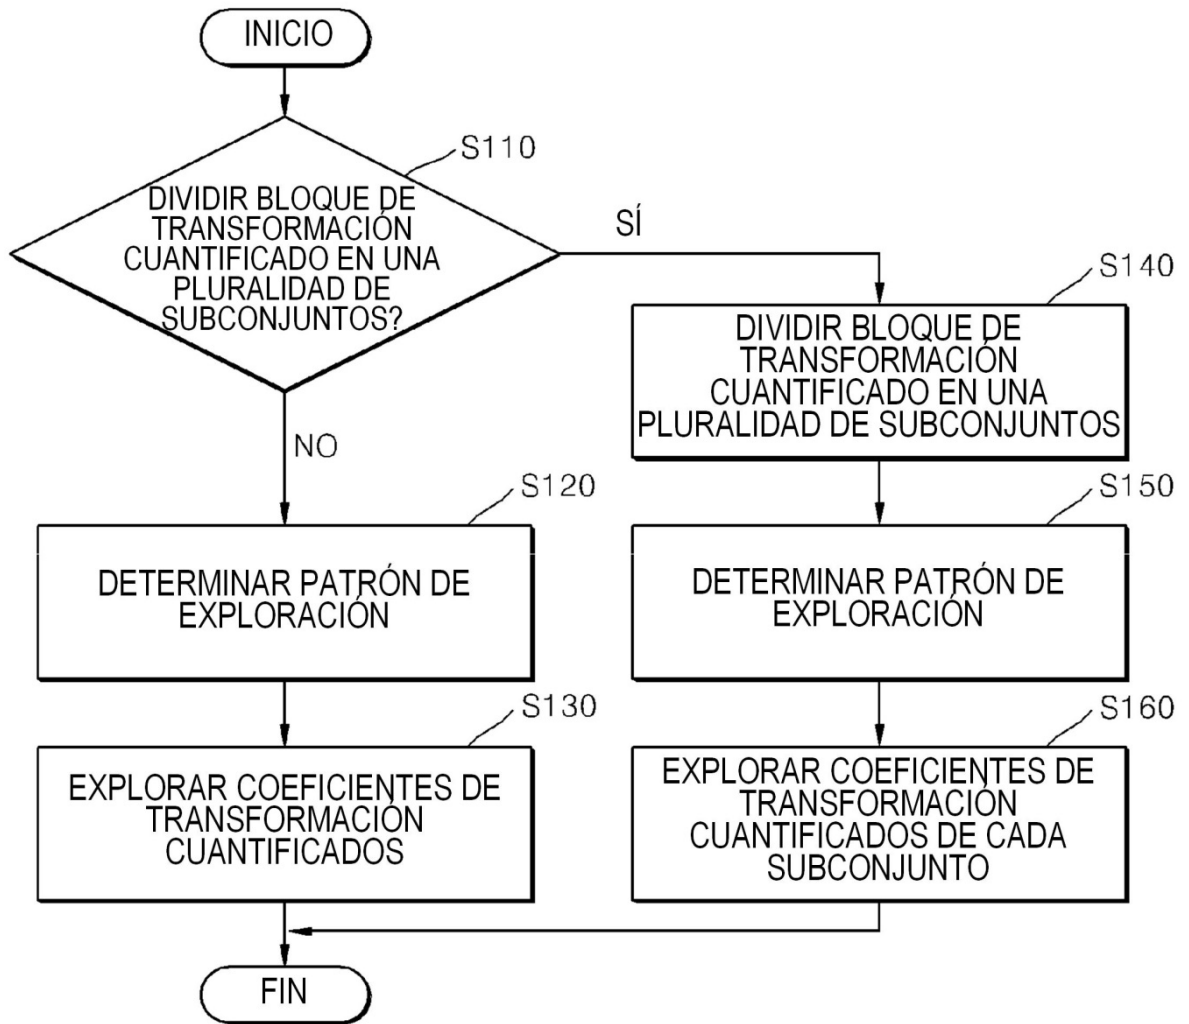 INICIO
S110
DIVIDIR BLOQUE DE
TRANSFORMACIÓN
CUANTIFICADO EN UNA
PLURALIDAD DE
SUBCONJUNTOS?
SÍ
NO
S140
DIVIDIR BLOQUE DE
TRANSFORMACIÓN
CUANTIFICADO EN UNA
PLURALIDAD DE SUBCONJUNTOS
S120
DETERMINAR PATRÓN DE
EXPLORACIÓN
S150
DETERMINAR PATRÓN DE
EXPLORACIÓN
S130
EXPLORAR COEFICIENTES DE
TRANSFORMACIÓN
CUANTIFICADOS
S160
EXPLORAR COEFICIENTES DE
TRANSFORMACIÓN
CUANTIFICADOS DE CADA
SUBCONJUNTO
FIN